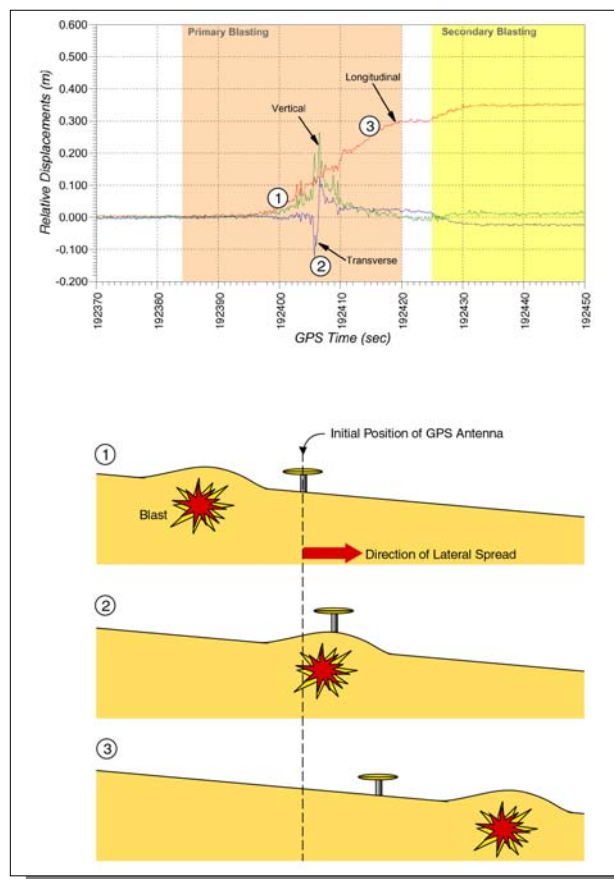 Primary Blasting
Secondary Blasting
0.600
0.500
0.400
0.300
0.200
0.100
0.000
-0.100
-0.200
Relative Displacements (m)
Longitudinal
Vertical
3
1
2
Transverse
192370
192380
192390
192400
192410
192420
192430
192440
192450
GPS Time (sec)
Initial Position of GPS Antenna
1
Blast
Direction of Lateral Spread
2
3